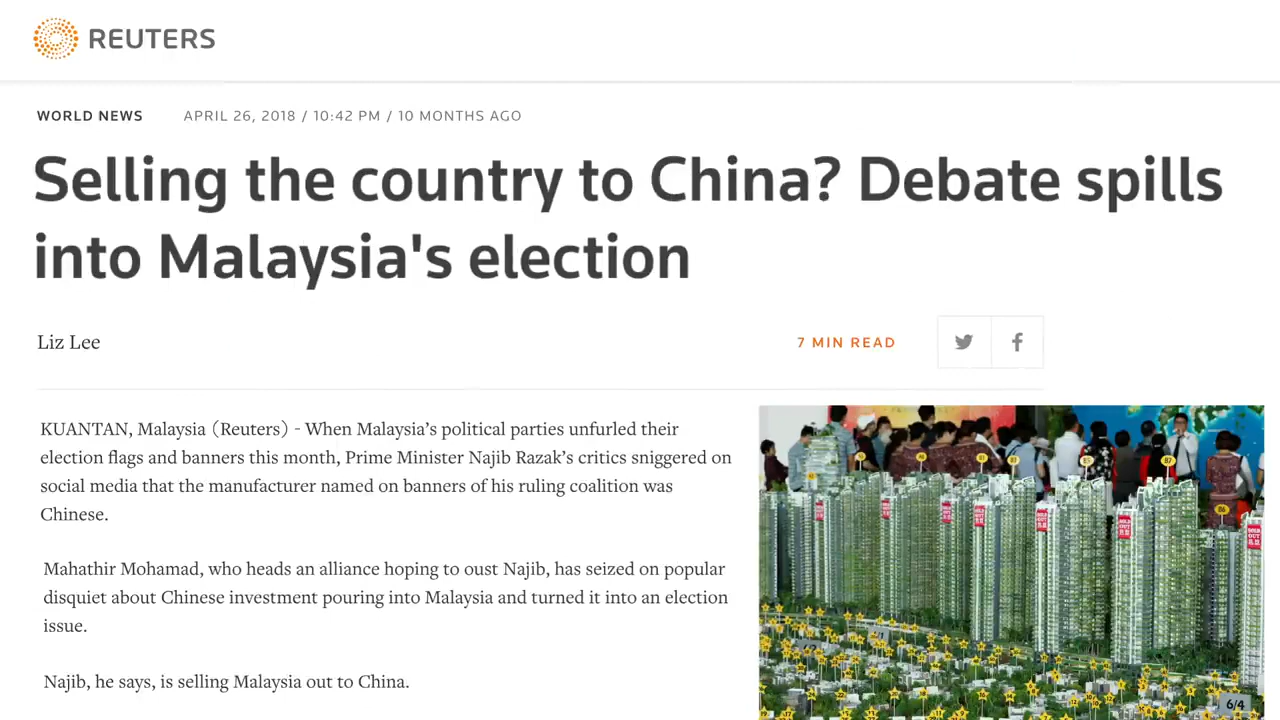 REUTERS
WORLD NEWS APRIL 26, 2018 / 10:42 PM / 10 MONTHS AGO
Selling the country to China? Debate spills
into Malaysia's election
Liz Lee
7 MIN READ
KUANTAN, Malaysia (Reuters) - When Malaysia’s political parties unfurled their
election flags and banners this month, Prime Minister Najib Razak’s critics sniggered on
social media that the manufacturer named on banners of his ruling coalition was
Chinese.
Mahathir Mohamad, who heads an alliance hoping to oust Najib, has seized on popular
disquiet about Chinese investment pouring into Malaysia and turned it into an election
issue.
Najib, he says, is selling Malaysia out to China.
SOLD OUT
6/4